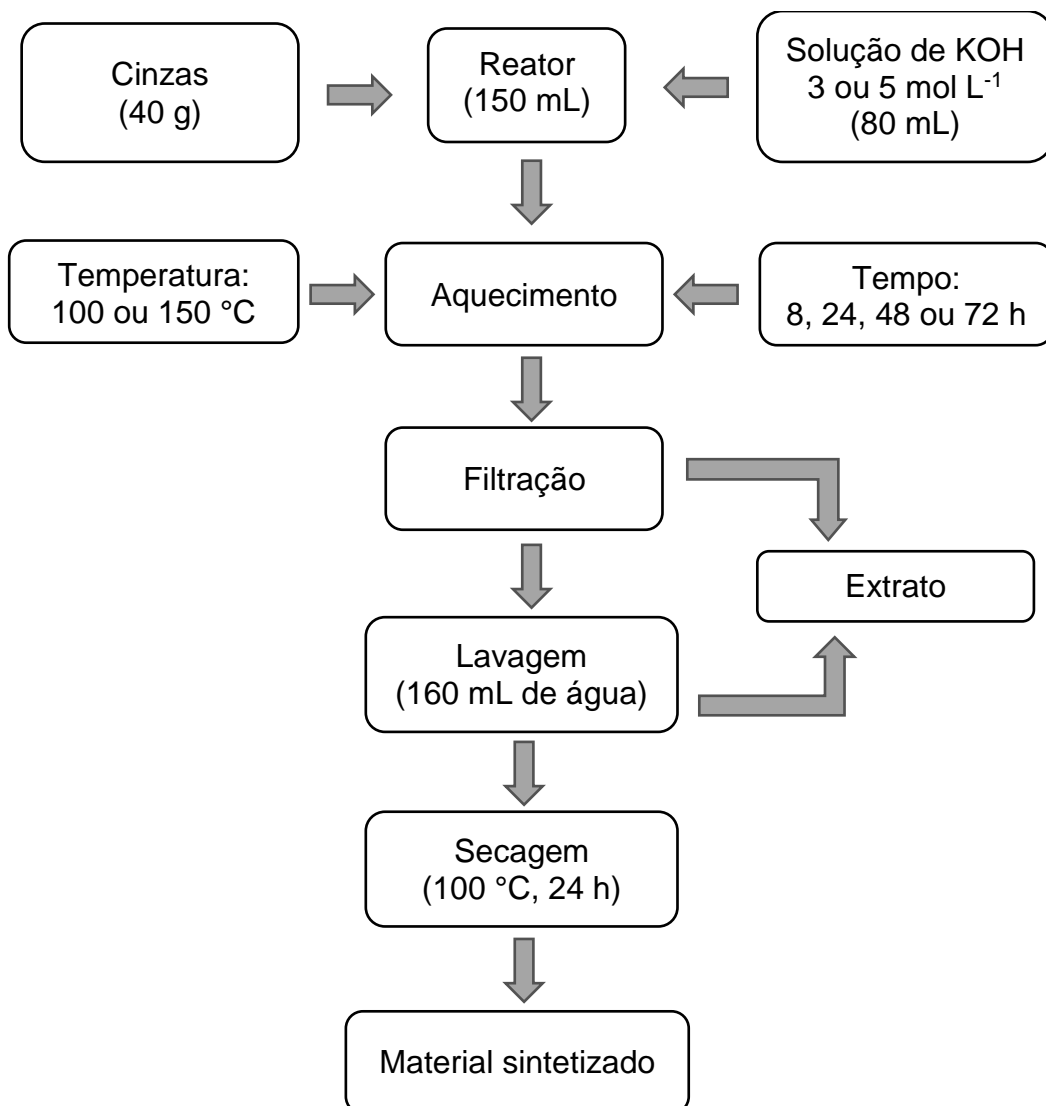 Cinzas
(40 g)
Reator
(150 mL)
Solução de KOH
3 ou 5 mol L⁻¹
(80 mL)
Temperatura:
100 ou 150 °C
Aquecimento
Tempo:
8, 24, 48 ou 72 h
Filtração
Extrato
Lavagem
(160 mL de água)
Secagem
(100 °C, 24 h)
Material sintetizado